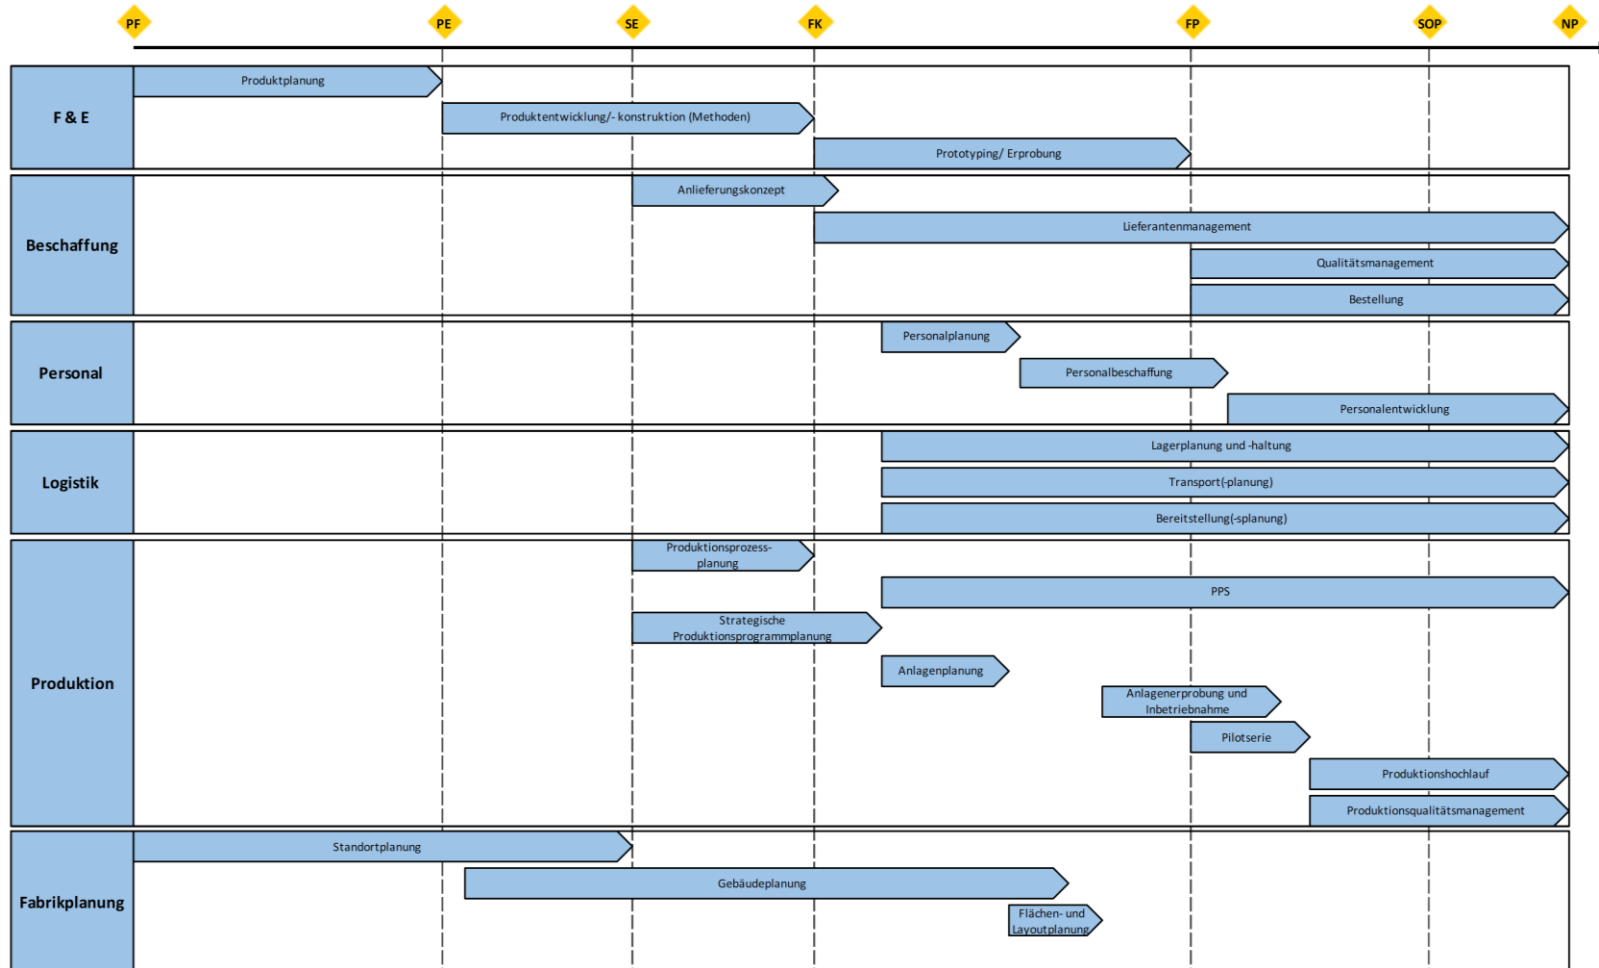 PF PE SE FK FP SOP NP
F & E
Produktplanung
Produktentwicklung/- konstruktion (Methoden)
Prototyping/ Erprobung
Beschaffung
Anlieferungskonzept
Lieferantenmanagement
Qualitätsmanagement
Bestellung
Personal
Personalplanung
Personalbeschaffung
Personalentwicklung
Logistik
Lagerplanung und -haltung
Transport(-planung)
Bereitstellung(-splanung)
Produktion
Produktionsprozess-
planung
PPS
Strategische
Produktionsprogrammplanung
Anlagenplanung
Anlagenerprobung und
Inbetriebnahme
Pilotserie
Produktionshochlauf
Produktionsqualitätsmanagement
Fabrikplanung
Standortplanung
Gebäudeplanung
Flächen- und
Layoutplanung